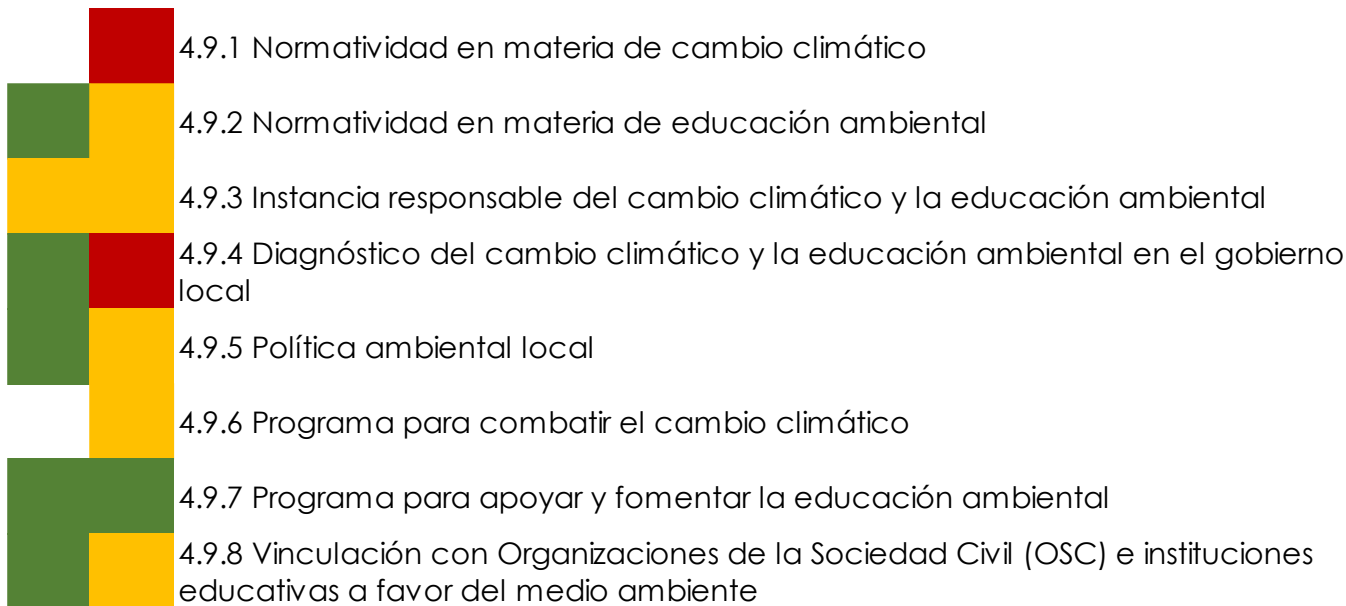 4.9.1 Normatividad en materia de cambio climático
4.9.2 Normatividad en materia de educación ambiental
4.9.3 Instancia responsable del cambio climático y la educación ambiental
4.9.4 Diagnóstico del cambio climático y la educación ambiental en el gobierno
local
4.9.5 Política ambiental local
4.9.6 Programa para combatir el cambio climático
4.9.7 Programa para apoyar y fomentar la educación ambiental
4.9.8 Vinculación con Organizaciones de la Sociedad Civil (OSC) e instituciones
educativas a favor del medio ambiente